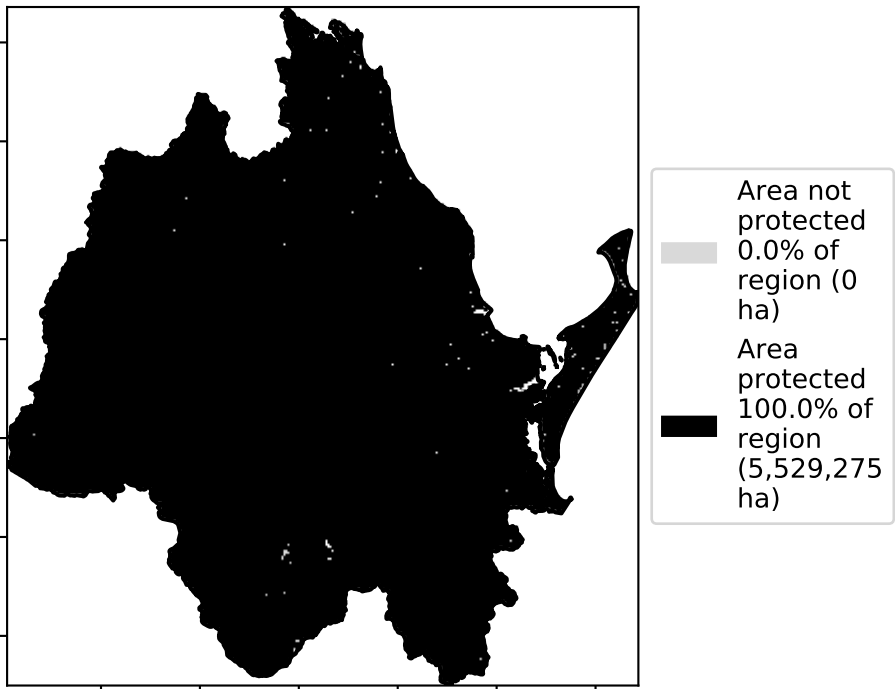 Area not
protected
0.0% of
region (0
ha)
Area
protected
100.0% of
region
(5,529,275
ha)